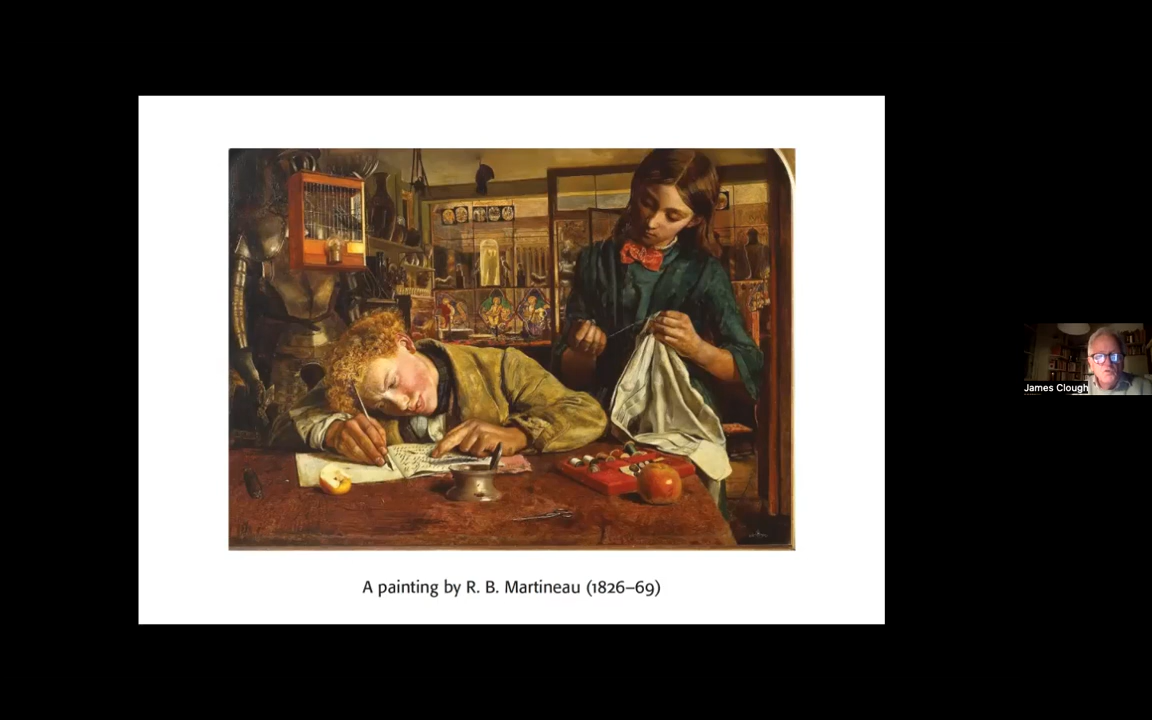 A painting by R. B. Martineau (1826–69)
James Clough